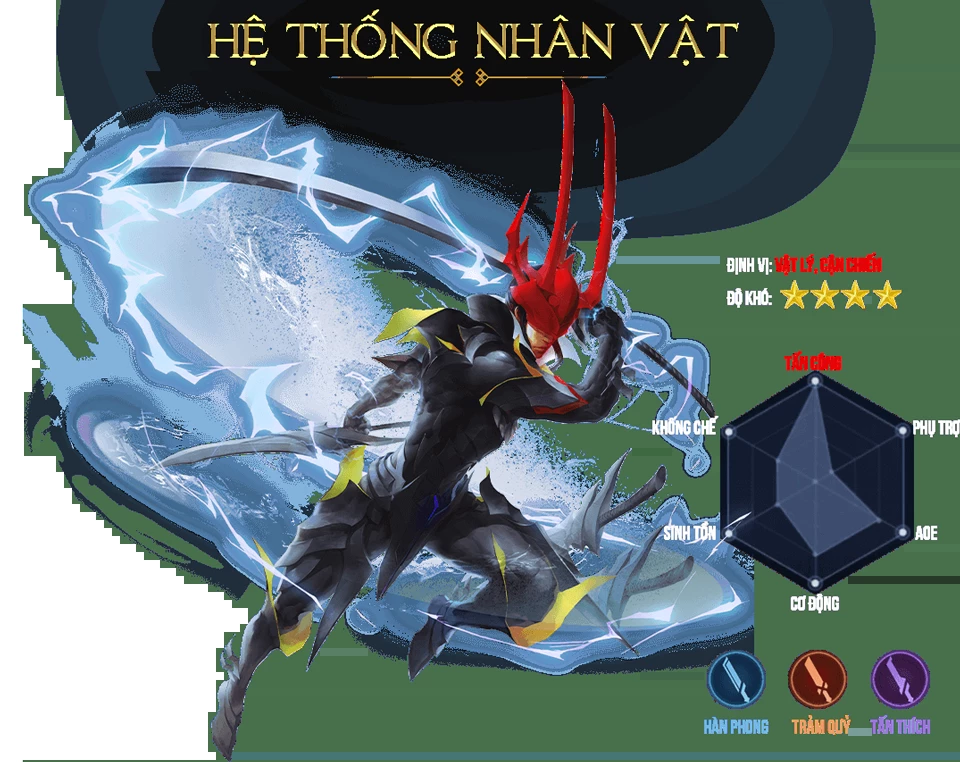 HỆ THỐNG NHÂN VẬT
ĐỊNH VỊ: VẬT LÝ, CẬN CHIẾN
ĐỘ KHÓ:
TẤN CÔNG
KHỐNG CHẾ
PHỤ TRỢ
SINH TỒN
AOE
CƠ ĐỘNG
HÀN PHONG
TRẢM QUỶ
TẤN THÍCH